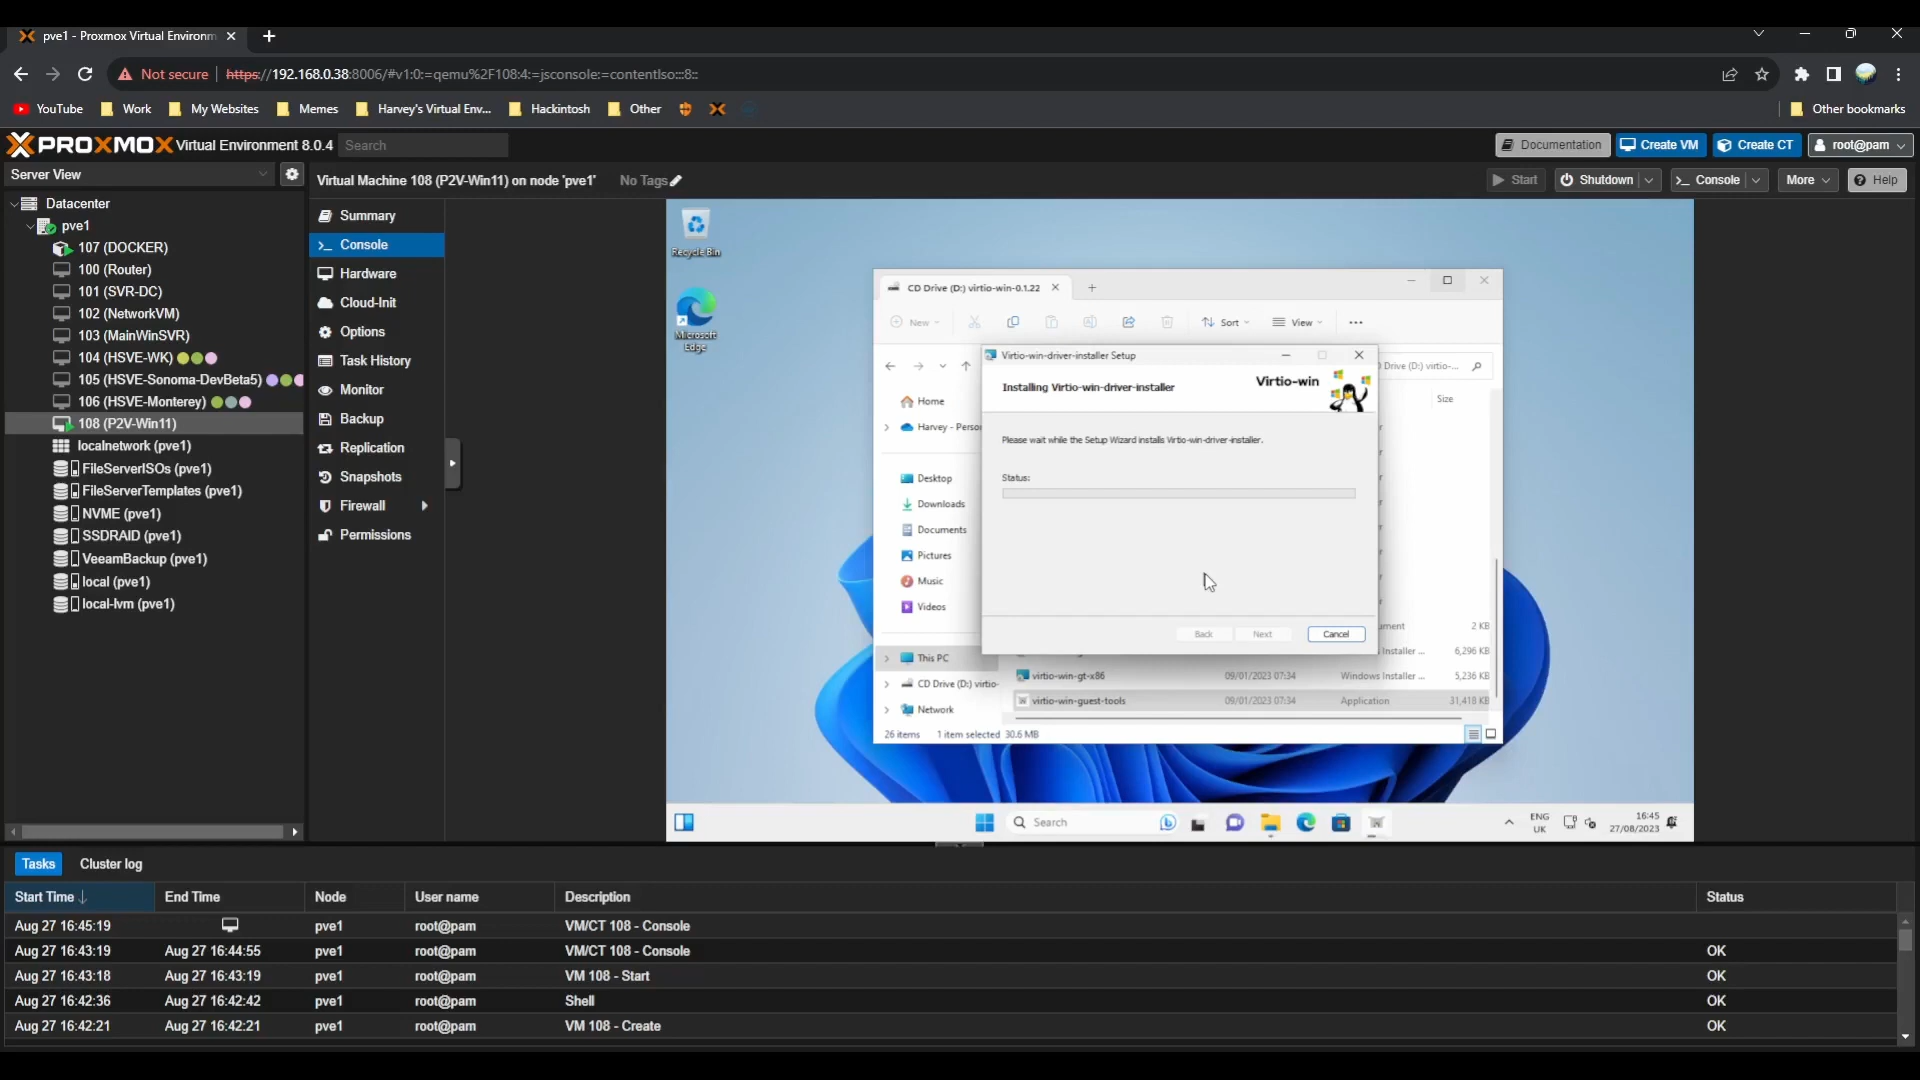 pve1 - Proxmox Virtual Environm
Not secure https://192.168.0.38:8006/#v1:0:=qemu%2F108:4:=jsconsole:=contentIso:::8::
YouTube Work My Websites Memes Harvey's Virtual Env... Hackintosh Other Other bookmarks
PROXMOX Virtual Environment 8.0.4 Search Documentation Create VM Create CT root@pam
Server View
Virtual Machine 108 (P2V-Win11) on node 'pve1' No Tags Start Shutdown Console More Help
Datacenter
pve1
107 (DOCKER)
100 (Router)
101 (SVR-DC)
102 (NetworkVM)
103 (MainWinSVR)
104 (HSVE-WK)
105 (HSVE-Sonoma-DevBeta5)
106 (HSVE-Monterey)
108 (P2V-Win11)
localnetwork (pve1)
FileServerISOs (pve1)
FileServerTemplates (pve1)
NVME (pve1)
SSDRAID (pve1)
VeeamBackup (pve1)
local (pve1)
local-lvm (pve1)
Summary
Console
Hardware
Cloud-Init
Options
Task History
Monitor
Backup
Replication
Snapshots
Firewall
Permissions
Recycle Bin
Microsoft
Edge
CD Drive (D:) virtio-win-0.1.22
New Sort View
Drive (D:) virtio-...
Size
Home
Harvey - Perso
Desktop
Downloads
Documents
Pictures
Music
Videos
This PC
CD Drive (D:) virtio-
Network
Virtio-win-driver-installer Setup
Installing Virtio-win-driver-installer Virtio-win
Please wait while the Setup Wizard installs Virtio-win-driver-installer.
Status:
Back Next Cancel
ument 2 KB
Installer ... 6,296 KB
virtio-win-gt-x86 09/01/2023 07:34 Windows Installer ... 5,236 KB
virtio-win-guest-tools 09/01/2023 07:34 Application 31,418 KB
26 items 1 item selected 30.6 MB
Search
ENG
UK
16:45
27/08/2023
Tasks Cluster log
Start Time End Time Node User name Description Status
Aug 27 16:45:19 pve1 root@pam VM/CT 108 - Console
Aug 27 16:43:19 Aug 27 16:44:55 pve1 root@pam VM/CT 108 - Console OK
Aug 27 16:43:18 Aug 27 16:43:19 pve1 root@pam VM 108 - Start OK
Aug 27 16:42:36 Aug 27 16:42:42 pve1 root@pam Shell OK
Aug 27 16:42:21 Aug 27 16:42:21 pve1 root@pam VM 108 - Create OK